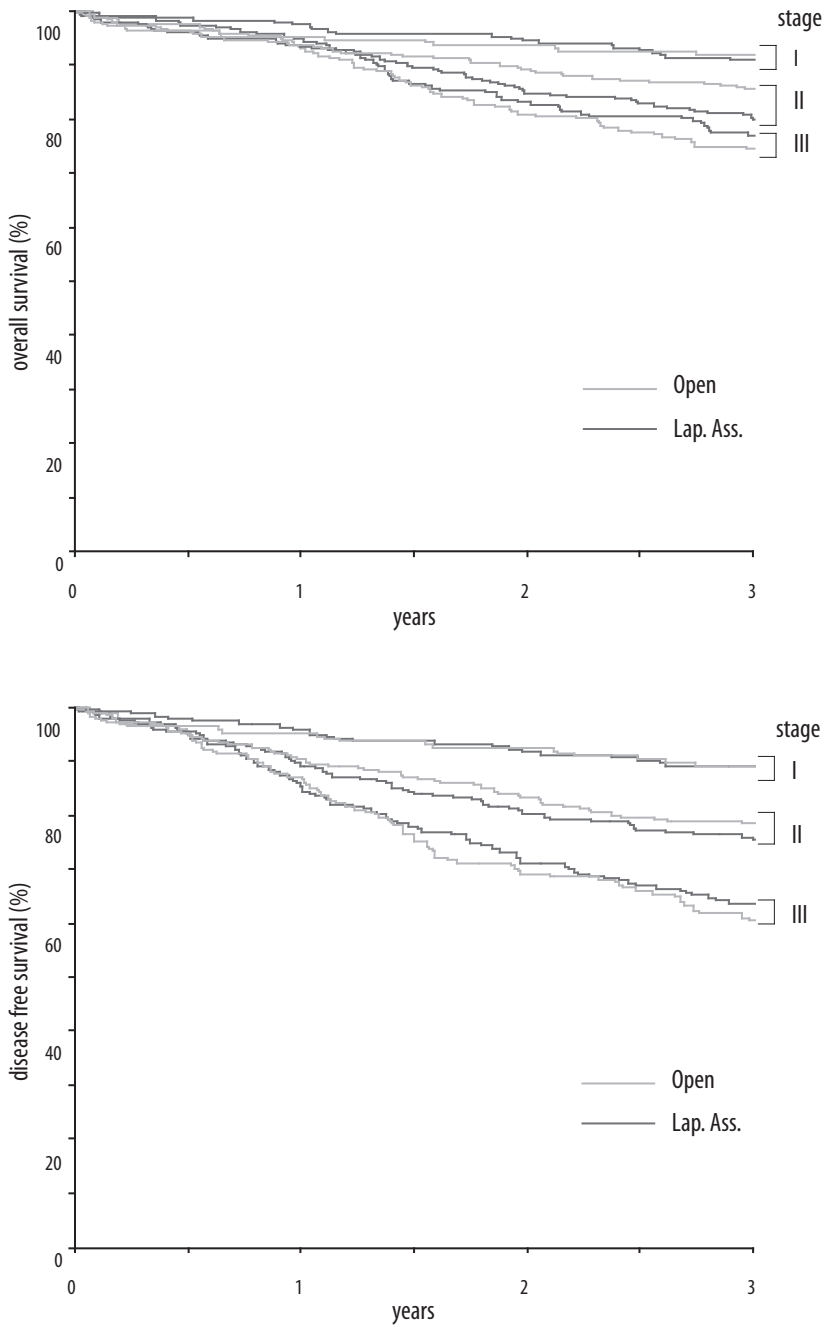 stage
100
I
II
80
III
60
overall survival (%)
40
Open
Lap. Ass.
20
0
0 1 2 3
years
stage
100
I
80
II
III
60
disease free survival (%)
40
Open
Lap. Ass.
20
0
0 1 2 3
years